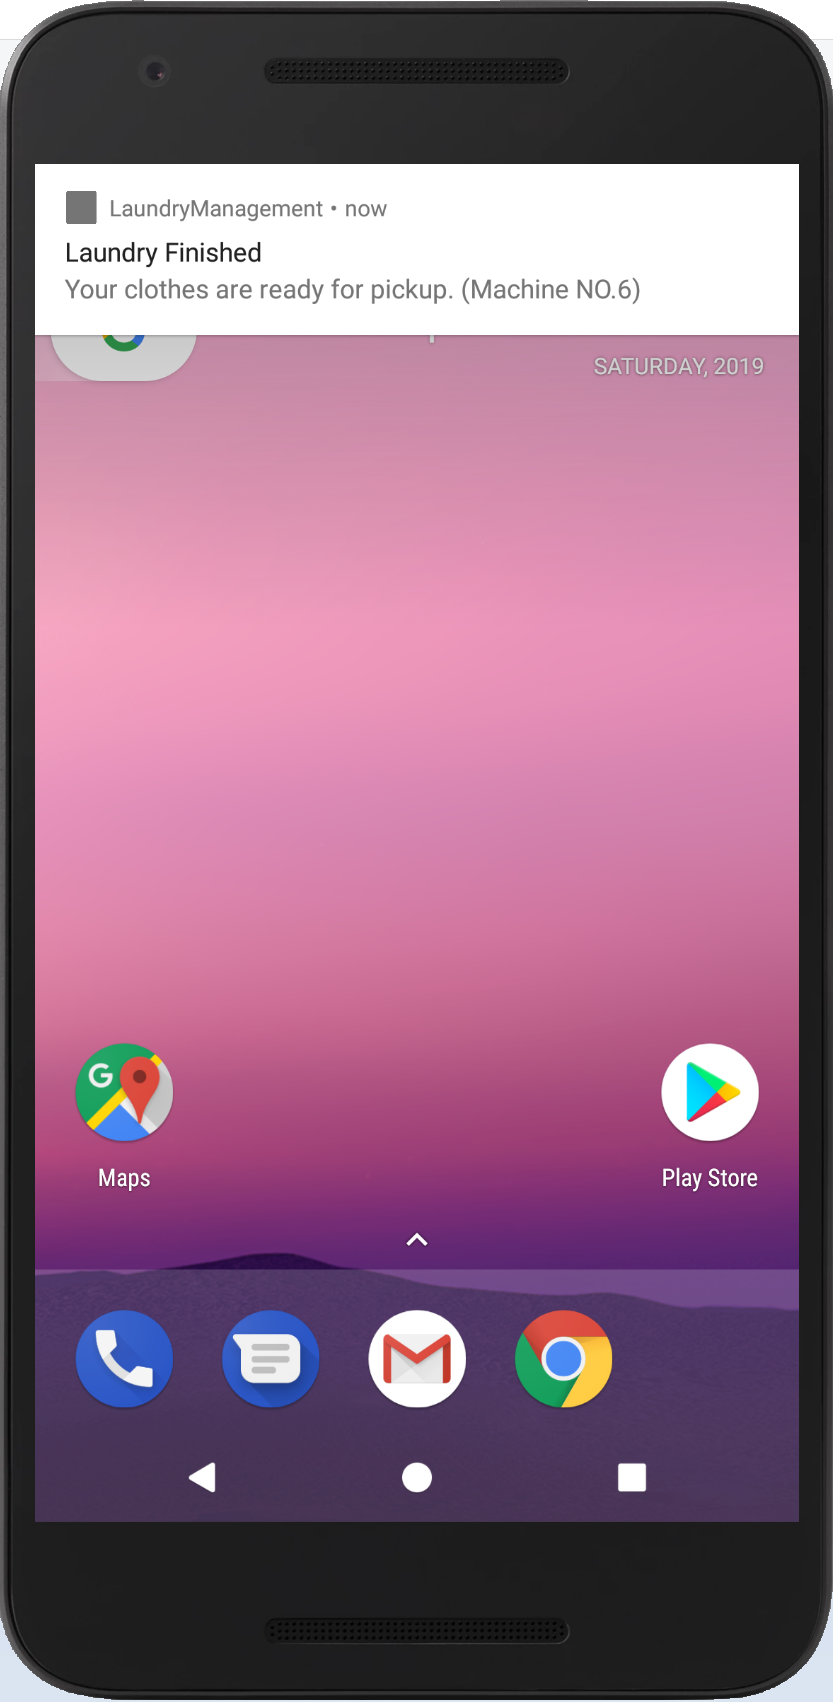 LaundryManagement • now
Laundry Finished
Your clothes are ready for pickup. (Machine NO.6)
SATURDAY, 2019
G
Maps
Play Store